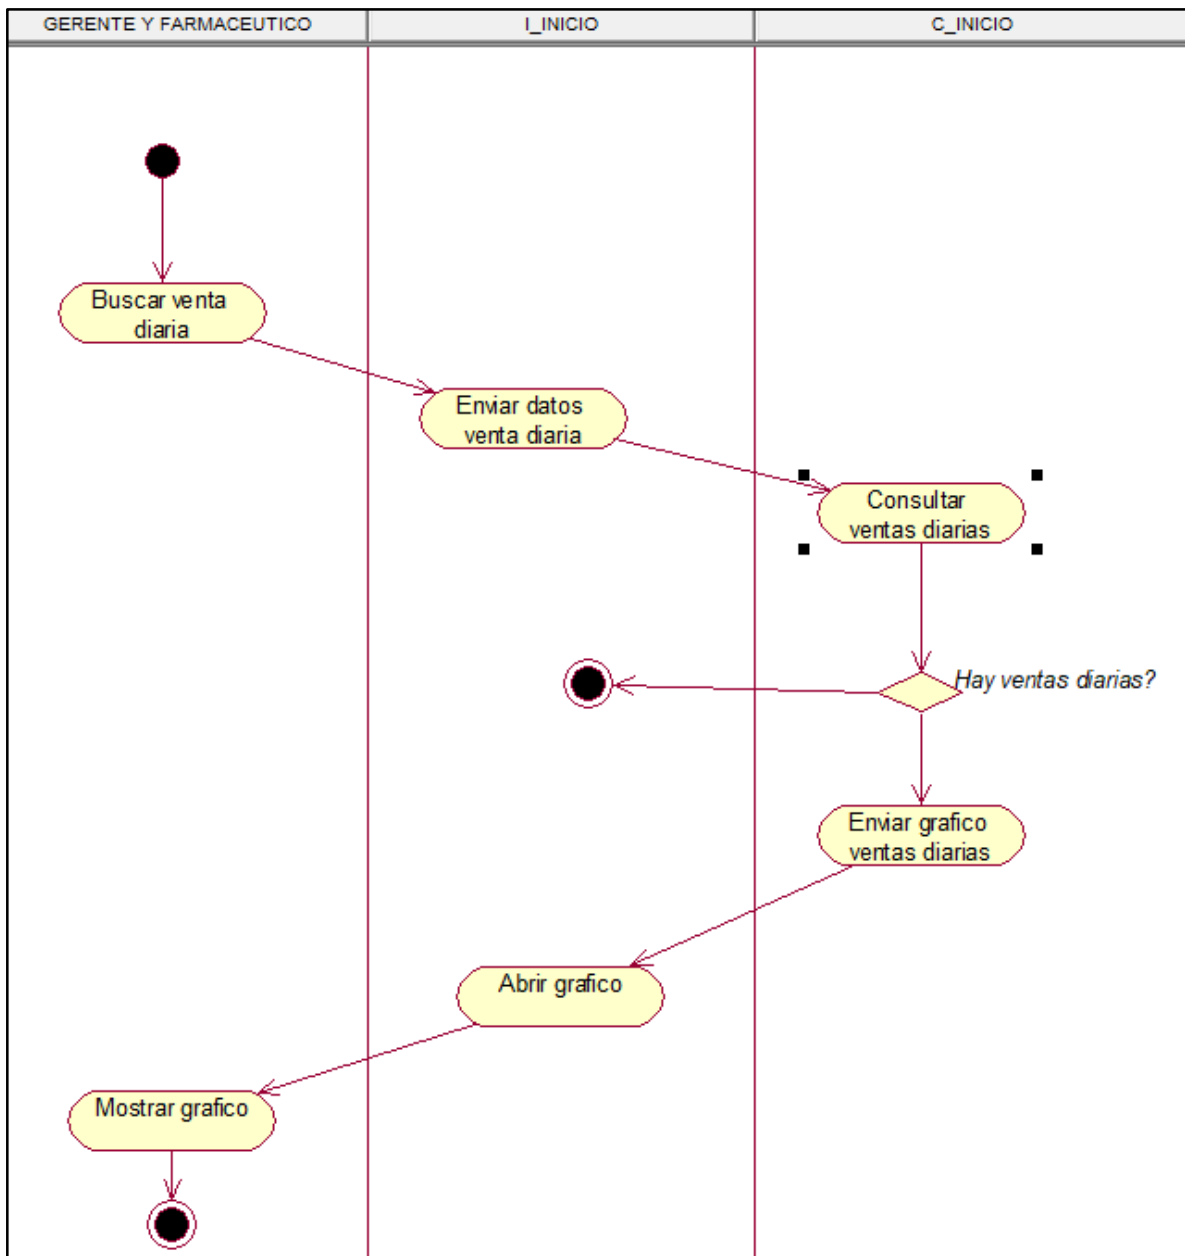 GERENTE Y FARMACEUTICO
I_INICIO
C_INICIO
Buscar venta
diaria
Enviar datos
venta diaria
Consultar
ventas diarias
Hay ventas diarias?
Enviar grafico
ventas diarias
Abrir grafico
Mostrar grafico